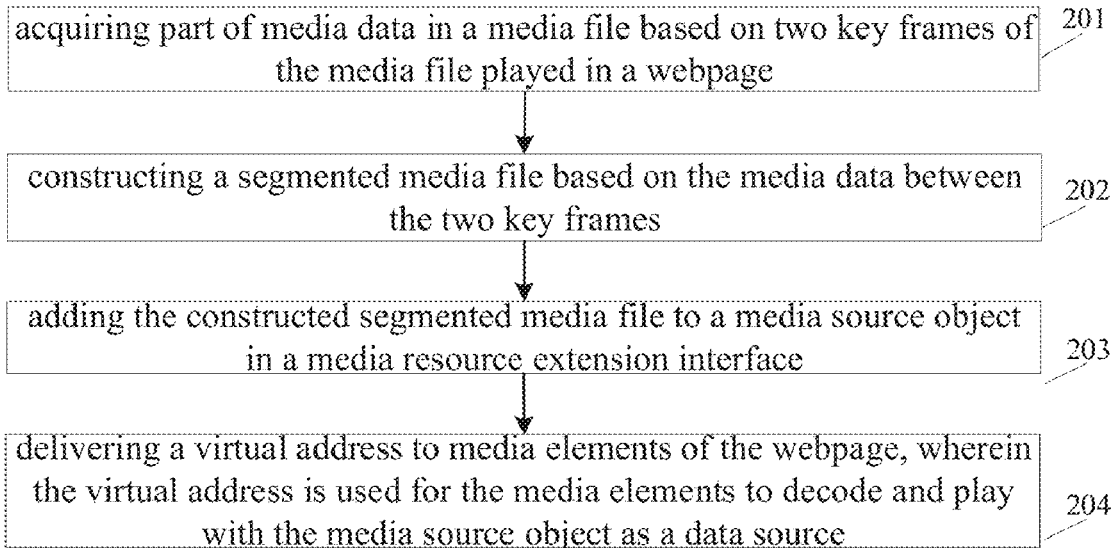 acquiring part of media data in a media file based on two key frames of
the media file played in a webpage
201
constructing a segmented media file based on the media data between
the two key frames
202
adding the constructed segmented media file to a media source object
in a media resource extension interface
203
delivering a virtual address to media elements of the webpage, wherein
the virtual address is used for the media elements to decode and play
with the media source object as a data source
204